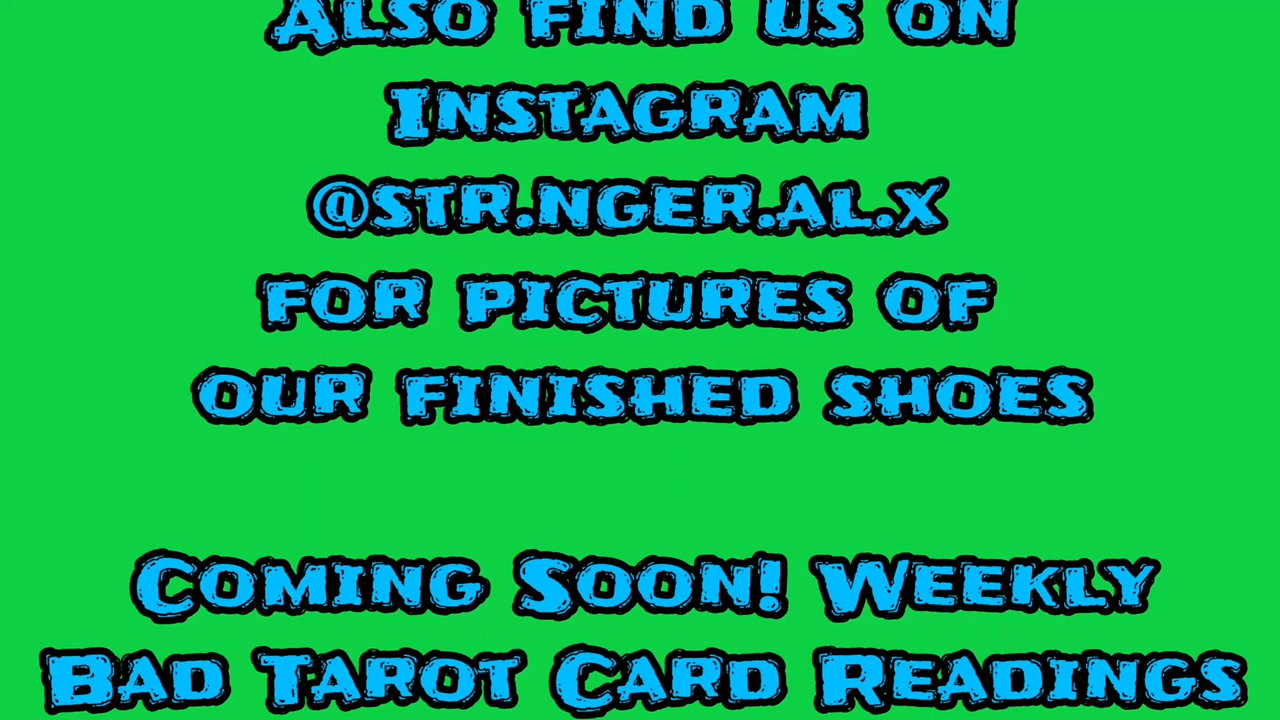 Also find us on
Instagram
@str.nger.al.x
for pictures of
our finished shoes
Coming Soon! Weekly
Bad Tarot Card Readings